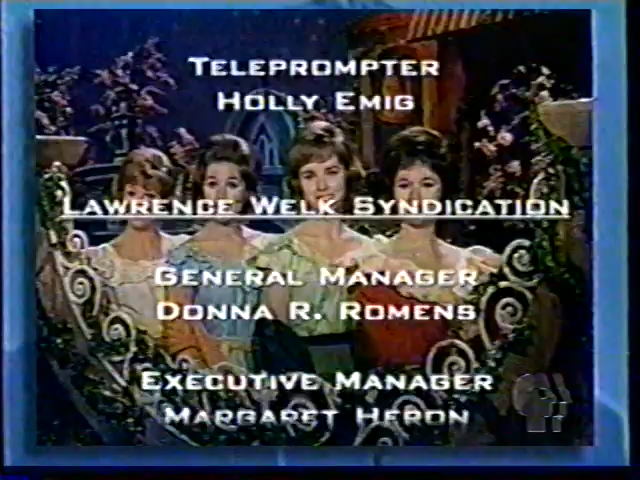 TELEPROMPTER
HOLLY EMIG
LAWRENCE WELK SYNDICATION
GENERAL MANAGER
DONNA R. ROMENS
EXECUTIVE MANAGER
MARGARET HERON